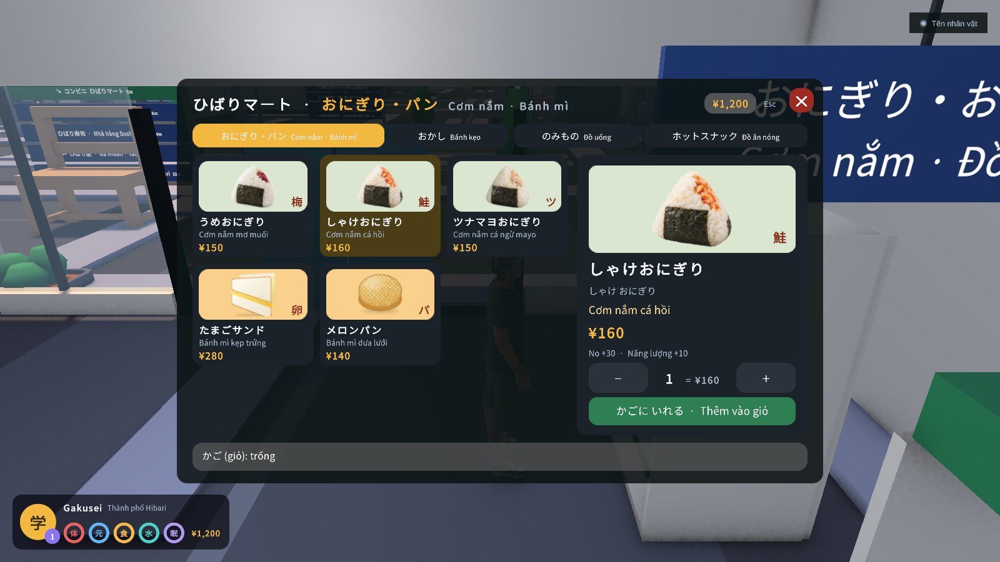 Tên nhân vật
コンビニ ひばりマート
ひばり寿司 · Nhà hàng Sush
おにぎり・お
Cơm nắm · Đồ
ひばりマート · おにぎり・パン Cơm nắm · Bánh mì
¥1,200 Esc
おにぎり・パン Cơm nắm · Bánh mì
おかし Bánh kẹo
のみもの Đồ uống
ホットスナック Đồ ăn nóng
梅
うめおにぎり
Cơm nắm mơ muối
¥150
鮭
しゃけおにぎり
Cơm nắm cá hồi
¥160
ツ
ツナマヨおにぎり
Cơm nắm cá ngừ mayo
¥150
卵
たまごサンド
Bánh mì kẹp trứng
¥280
パ
メロンパン
Bánh mì dưa lưới
¥140
鮭
しゃけおにぎり
しゃけ おにぎり
Cơm nắm cá hồi
¥160
No +30 · Năng lượng +10
− 1 = ¥160 +
かごに いれる · Thêm vào giỏ
かご (giỏ): trống
学 1
Gakusei Thành phố Hibari
体 元 食 水 眠 ¥1,200